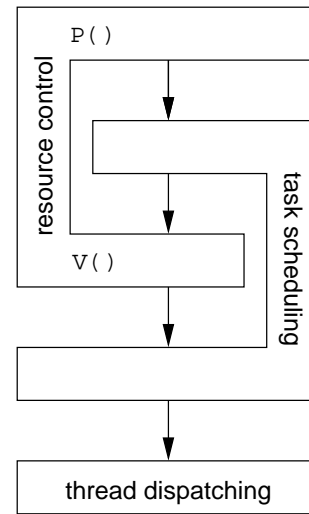 P()
resource control
task scheduling
V()
thread dispatching